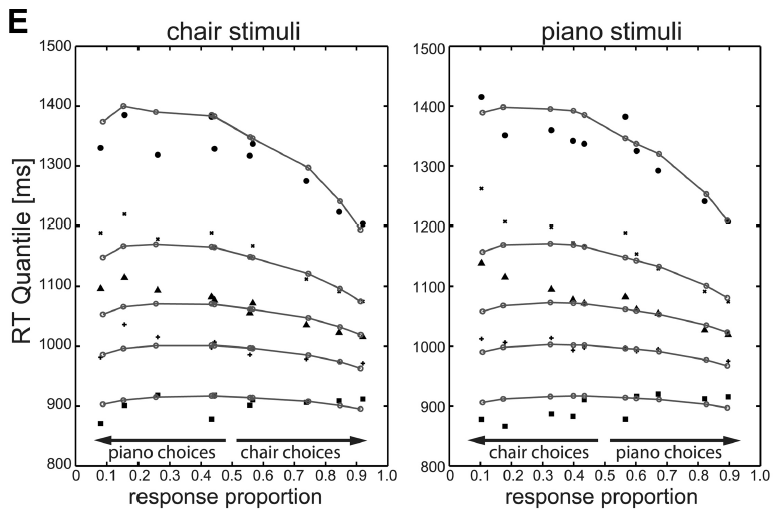 E
chair stimuli
piano stimuli
RT Quantile [ms]
1500
1400
1300
1200
1100
1000
900
800
piano choices
chair choices
0 0.1 0.2 0.3 0.4 0.5 0.6 0.7 0.8 0.9 1.0
response proportion
1500
1400
1300
1200
1100
1000
900
800
chair choices
piano choices
0 0.1 0.2 0.3 0.4 0.5 0.6 0.7 0.8 0.9 1.0
response proportion